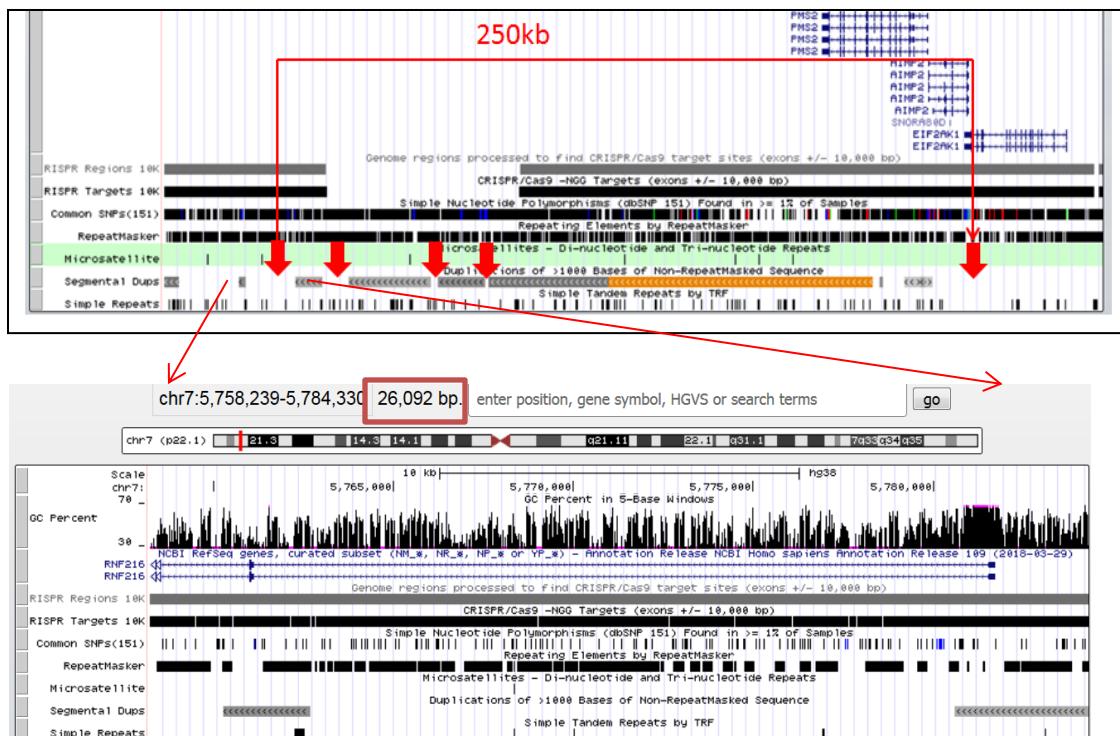 PMS2
PMS2
PMS2
PMS2
250kb
AIMP2
AIMP2
AIMP2
AIMP2
AIMP2
EIF2AK1
EIF2AK1
Genome regions processed to find CRISPR/Cas9 target sites (exons +/- 10,000 bp)
RISPR Regions 10K
CRISPR/Cas9 -NGG Targets (exons +/- 10,000 bp)
RISPR Targets 10K
Simple Nucleotide Polymorphisms (dbSNP 151) Found in >= 1% of Samples
Common SNPs(151)
Repeating Elements by RepeatMasker
RepeatMasker
- Di-nucleotide and Tri-nucleotide Repeats
Microsatellite
of >1000 Bases of Non-RepeatMasked Sequence
Segmental Dups
Simple Tandem Repeats by TRF
Simple Repeats
chr7:5,758,239-5,784,330 26,092 bp. enter position, gene symbol, HGVS or search terms go
chr7 (p22.1) 21.3 14.3 14.1 q21.11 22.1 q31.1 7q33 q34 q35
Scale 10 kb hg38
chr7: 5,765,000 5,770,000 5,775,000 5,780,000
70 _ GC Percent in 5-Base Windows
GC Percent
30 _
NCBI RefSeq genes, curated subset (NM_*, NR_*, NP_* or YP_*) - Annotation Release NCBI Homo sapiens Annotation Release 109 (2018-03-29)
RNF216
RNF216
Genome regions processed to find CRISPR/Cas9 target sites (exons +/- 10,000 bp)
RISPR Regions 10K
CRISPR/Cas9 -NGG Targets (exons +/- 10,000 bp)
RISPR Targets 10K
Simple Nucleotide Polymorphisms (dbSNP 151) Found in >= 1% of Samples
Common SNPs(151)
Repeating Elements by RepeatMasker
RepeatMasker
Microsatellites - Di-nucleotide and Tri-nucleotide Repeats
Microsatellite
Duplications of >1000 Bases of Non-RepeatMasked Sequence
Segmental Dups
Simple Tandem Repeats by TRF
Simple Repeats